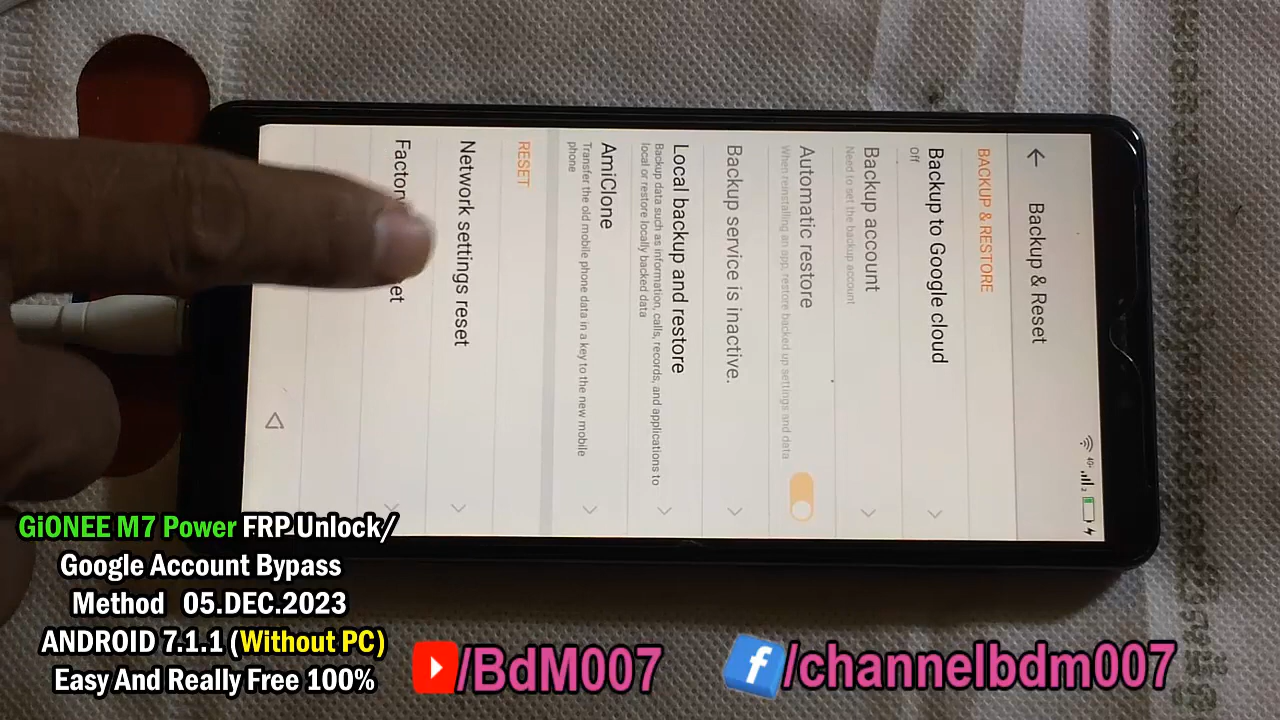 Backup & Reset
BACKUP & RESTORE
Backup to Google cloud
Off
Backup account
Need to set the backup account
Automatic restore
When reinstalling an app, restore backed up settings and data
Backup service is inactive.
Local backup and restore
Backup data such as information, calls, records, and applications to
local or restore locally backed data
AmiClone
Transfer the old mobile phone data in a key to the new mobile
phone
RESET
Network settings reset
GiONEE M7 Power FRP Unlock/
Google Account Bypass
Method 05.DEC.2023
ANDROID 7.1.1 (Without PC)
Easy And Really Free 100%
/BdM007
/channelbdm007